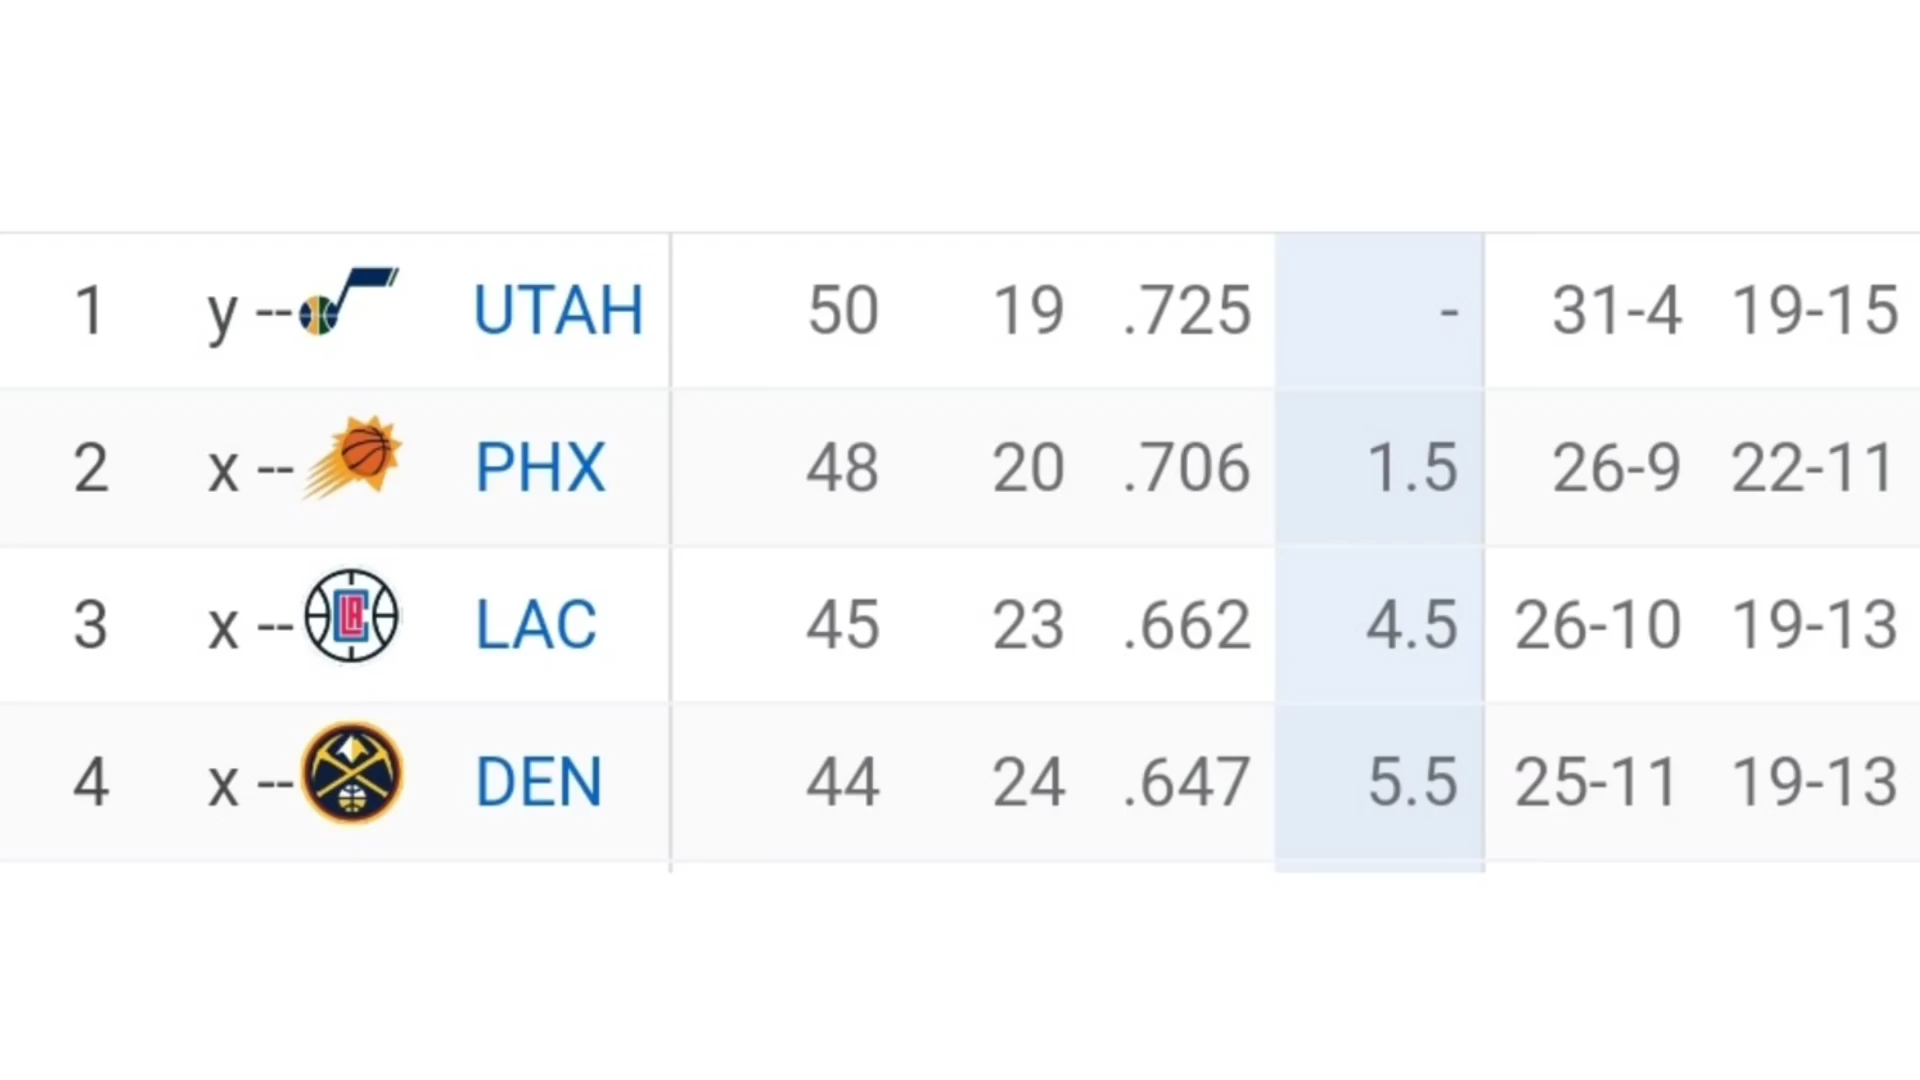 1 y -- UTAH 50 19 .725 - 31-4 19-15
2 x -- PHX 48 20 .706 1.5 26-9 22-11
3 x -- LA LAC 45 23 .662 4.5 26-10 19-13
4 x -- DEN 44 24 .647 5.5 25-11 19-13